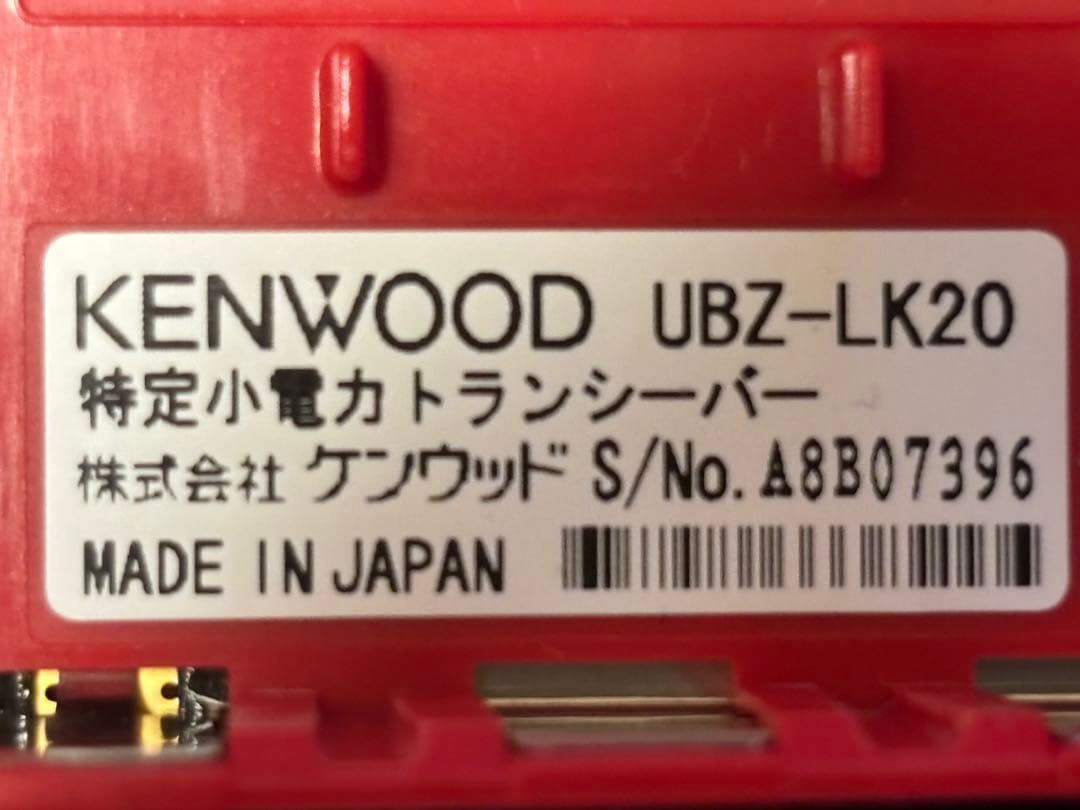 KENWOOD UBZ-LK20
特定小電力トランシーバー
株式会社 ケンウッド S/No. A8B07396
MADE IN JAPAN